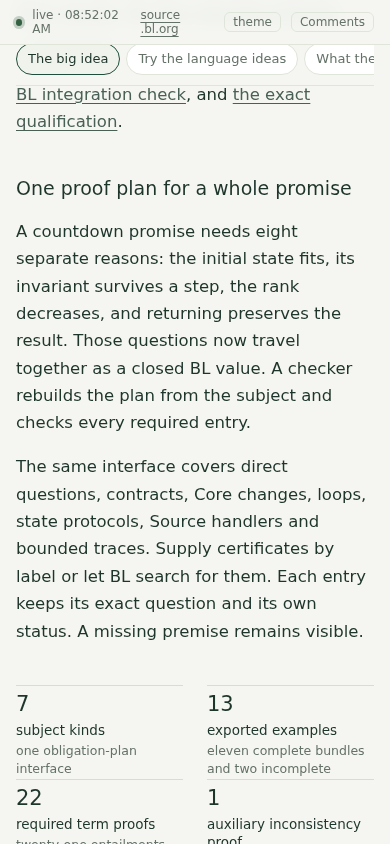 live · 08:52:02 AM
source.bl.org
theme
Comments
The big idea
Try the language ideas
What the
BL integration check, and the exact
qualification.
One proof plan for a whole promise
A countdown promise needs eight
separate reasons: the initial state fits, its
invariant survives a step, the rank
decreases, and returning preserves the
result. Those questions now travel
together as a closed BL value. A checker
rebuilds the plan from the subject and
checks every required entry.
The same interface covers direct
questions, contracts, Core changes, loops,
state protocols, Source handlers and
bounded traces. Supply certificates by
label or let BL search for them. Each entry
keeps its exact question and its own
status. A missing premise remains visible.
7
subject kinds
one obligation-plan
interface
13
exported examples
eleven complete bundles
and two incomplete
22
required term proofs
twenty-one entailments
1
auxiliary inconsistency
proof